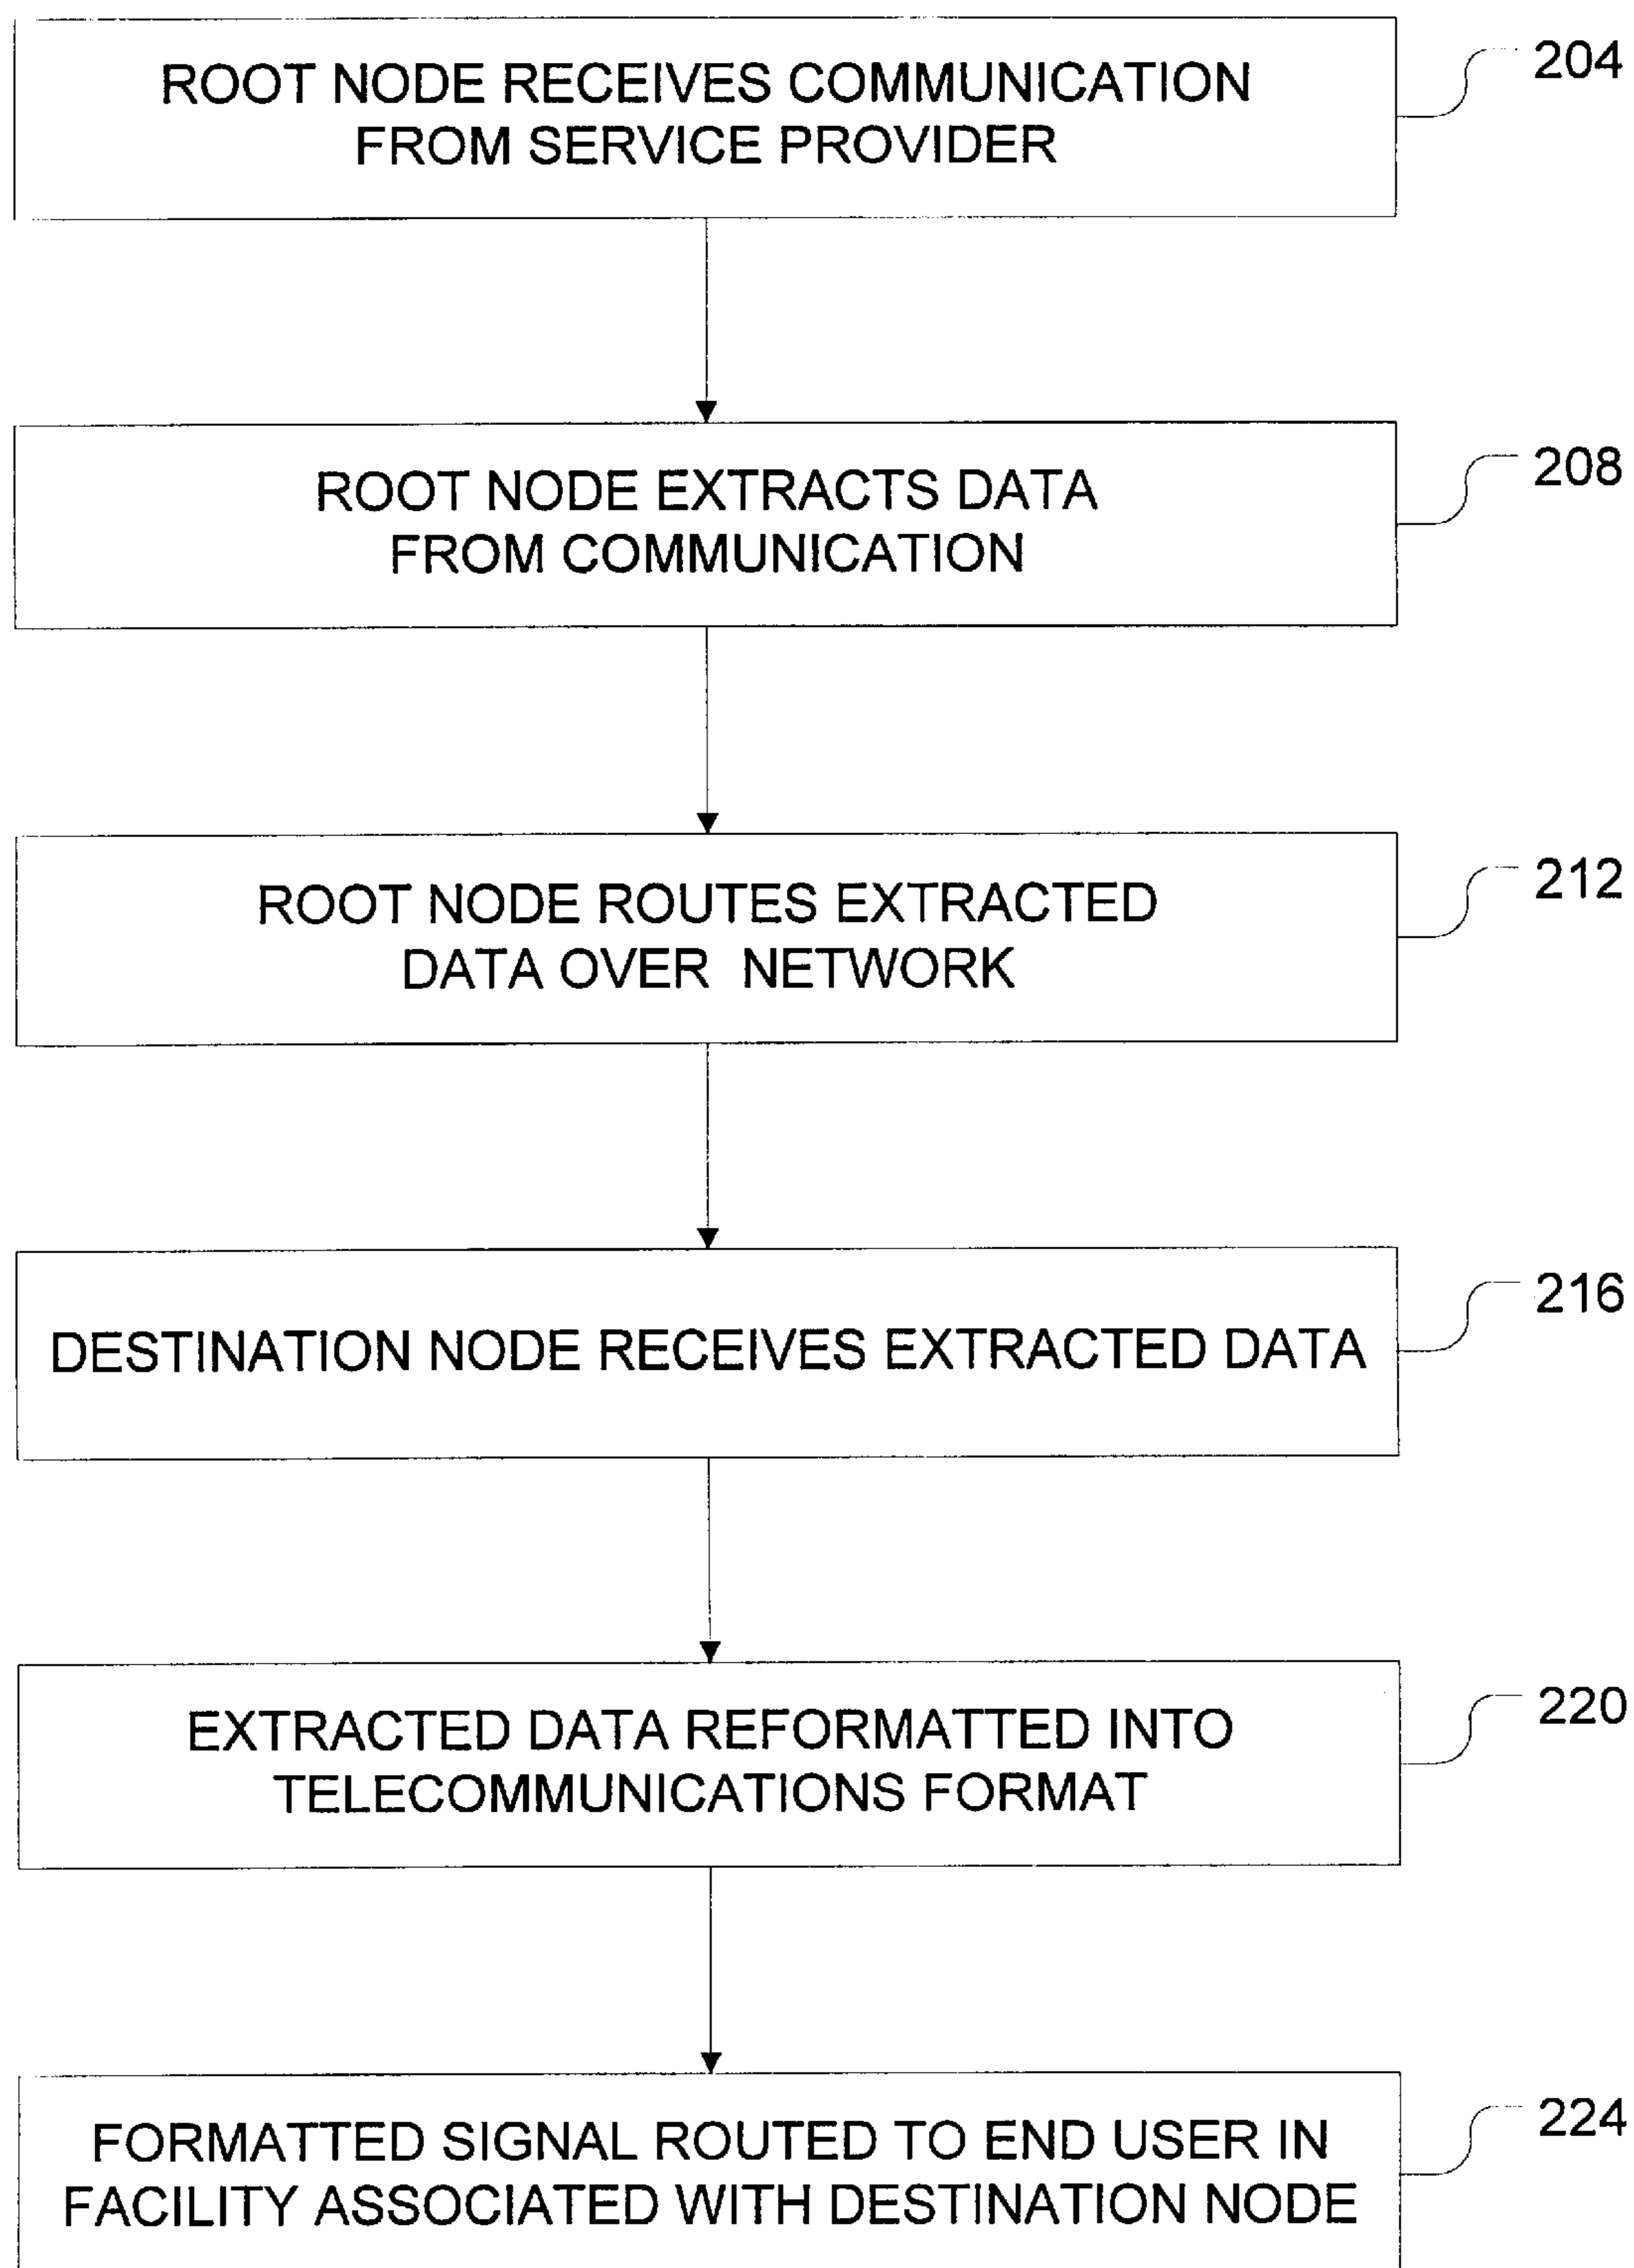 ROOT NODE RECEIVES COMMUNICATION
FROM SERVICE PROVIDER
204
ROOT NODE EXTRACTS DATA
FROM COMMUNICATION
208
ROOT NODE ROUTES EXTRACTED
DATA OVER NETWORK
212
DESTINATION NODE RECEIVES EXTRACTED DATA
216
EXTRACTED DATA REFORMATTED INTO
TELECOMMUNICATIONS FORMAT
220
FORMATTED SIGNAL ROUTED TO END USER IN
FACILITY ASSOCIATED WITH DESTINATION NODE
224